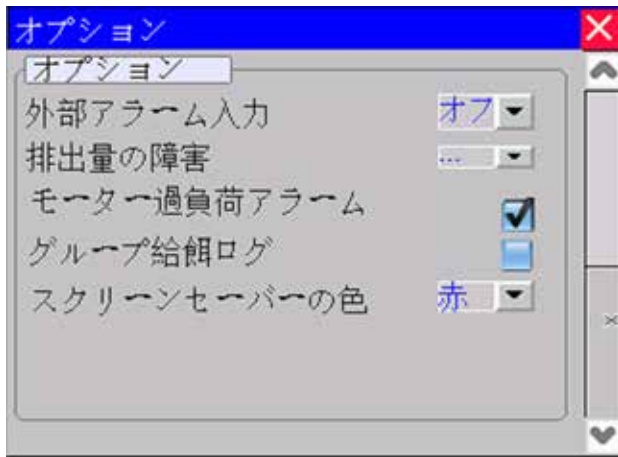 オプション
オプション
外部アラーム入力 オフ
排出量の障害 ...
モーター過負荷アラーム
グループ給餌ログ
スクリーンセーバーの色 赤